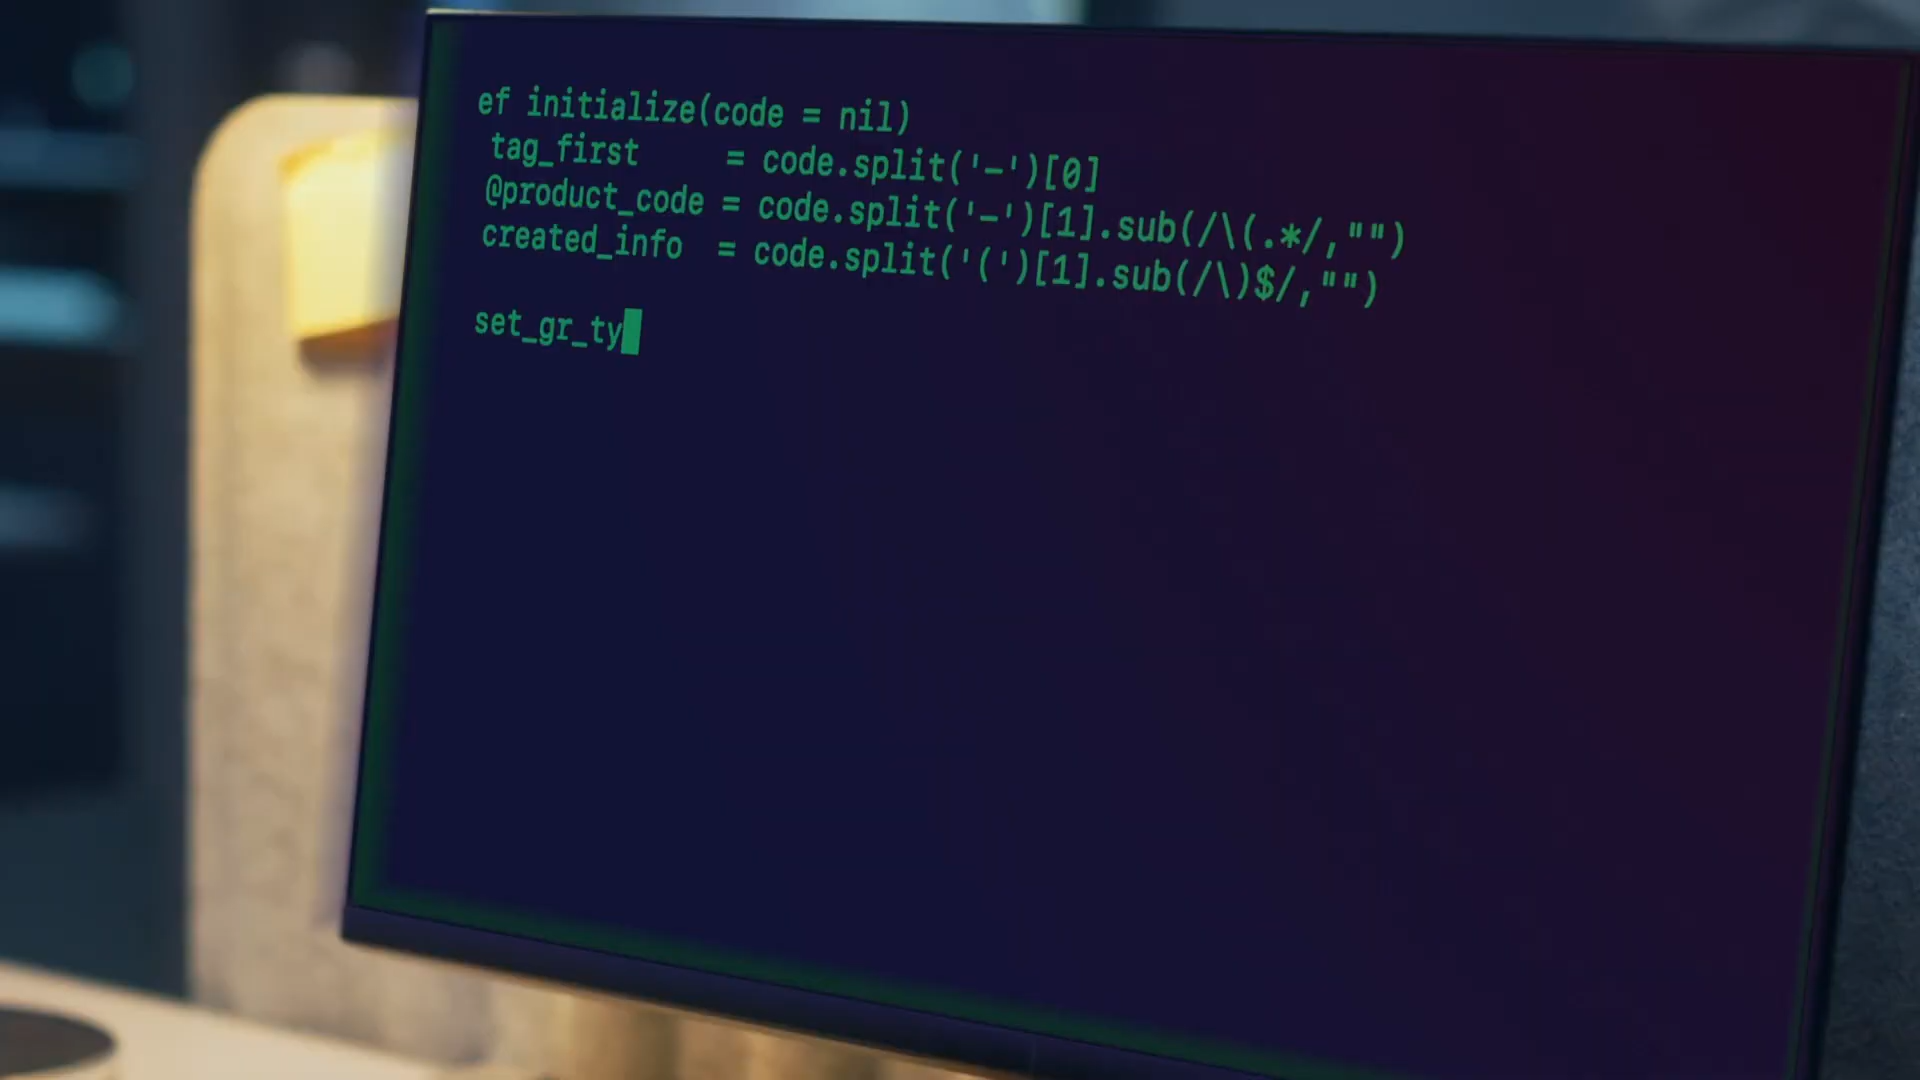 ef initialize(code = nil)
tag_first = code.split('-')[0]
@product_code = code.split('-')[1].sub(/\(.*/,"")
created_info = code.split('(')[1].sub(/\)$/,"")
set_gr_ty